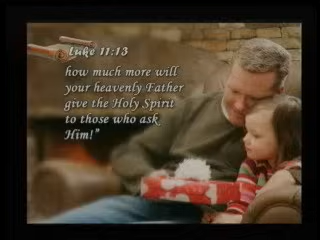 Luke 11:13
how much more will
your heavenly Father
give the Holy Spirit
to those who ask
Him!"